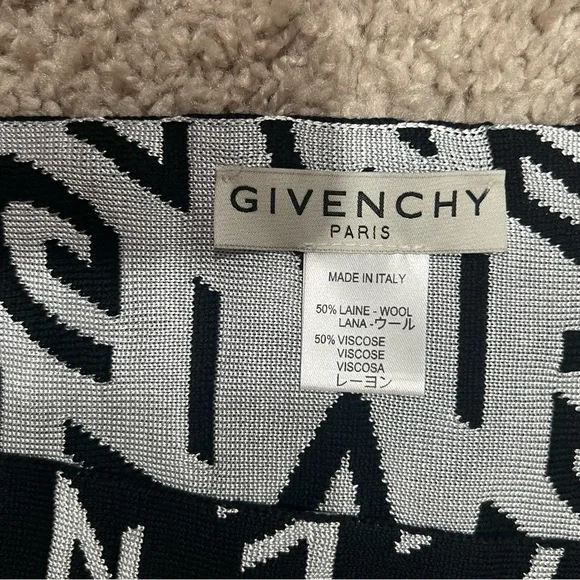 GIVENCHY
PARIS
MADE IN ITALY
50% LAINE - WOOL
LANA - ウール
50% VISCOSE
VISCOSE
VISCOSA
レーヨン